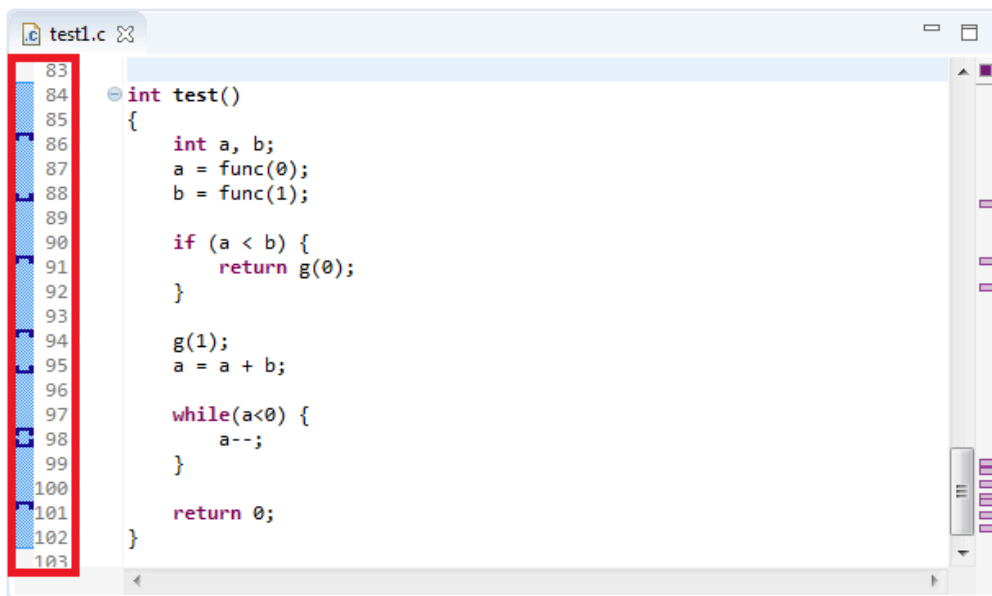 .c test1.c
83
84 int test()
85 {
86 int a, b;
87 a = func(0);
88 b = func(1);
89
90 if (a < b) {
91 return g(0);
92 }
93
94 g(1);
95 a = a + b;
96
97 while(a<0) {
98 a--;
99 }
100
101 return 0;
102 }
103